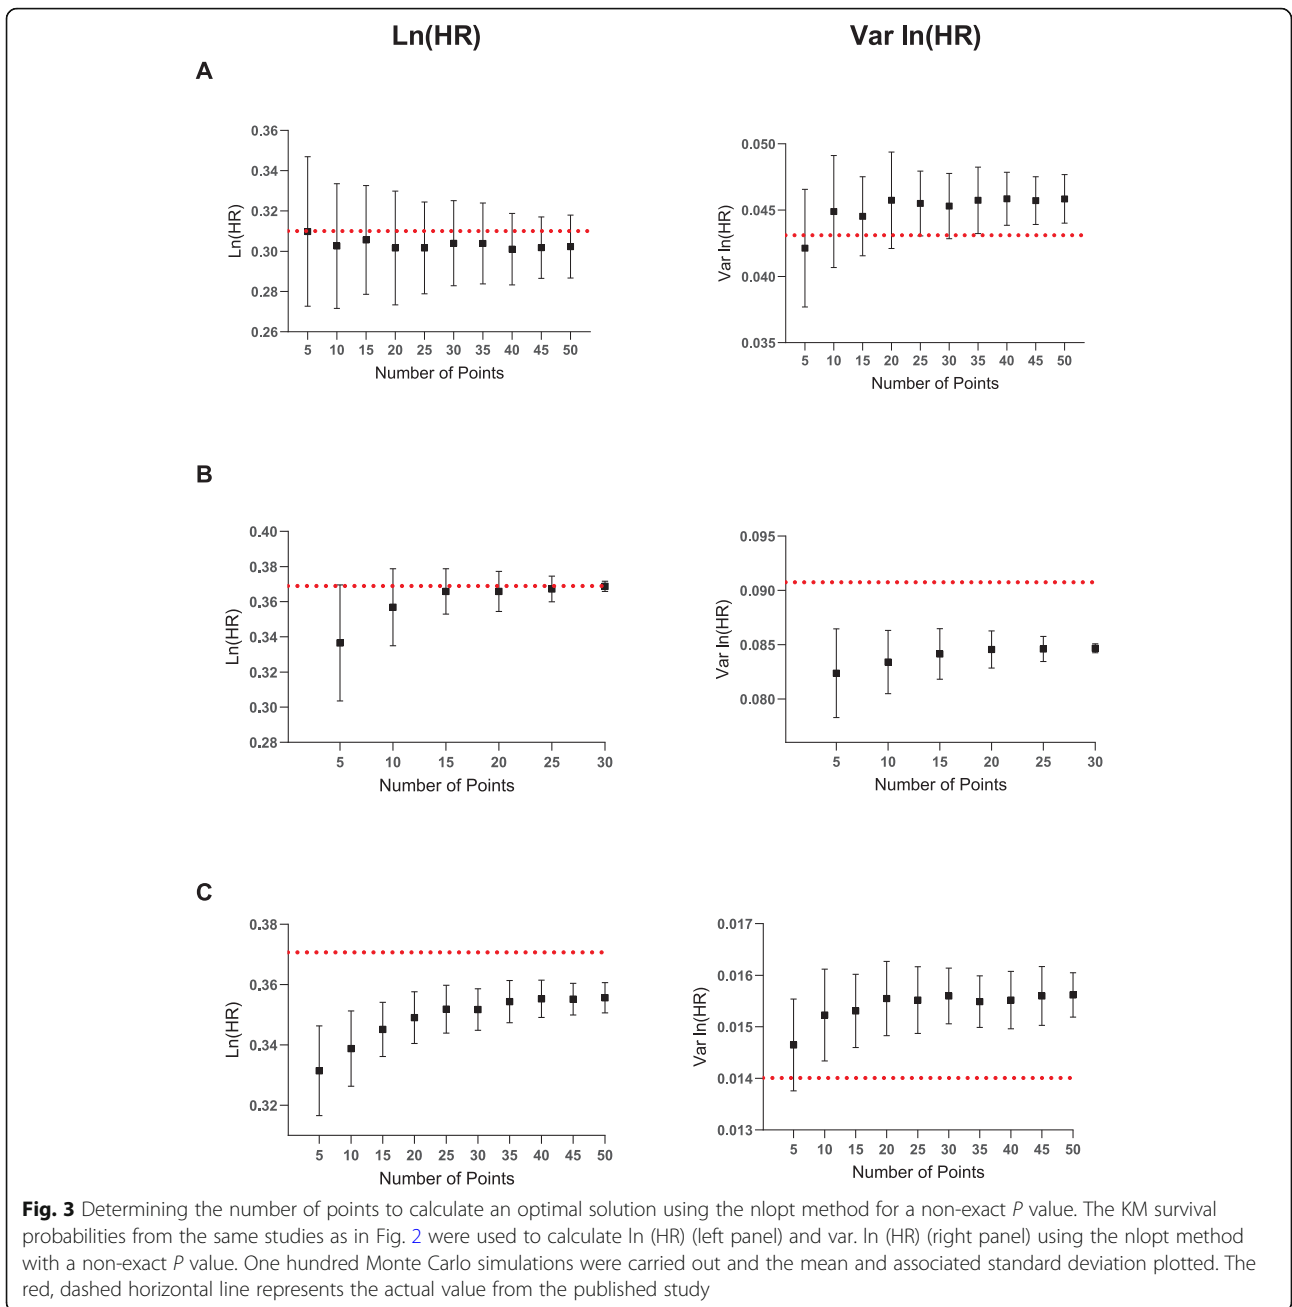 Ln(HR)
Var ln(HR)
A
0.36
0.34
0.32
0.30
0.28
0.26
Ln(HR)
5 10 15 20 25 30 35 40 45 50
Number of Points
0.050
0.045
0.040
0.035
Var ln(HR)
5 10 15 20 25 30 35 40 45 50
Number of Points
B
0.40
0.38
0.36
0.34
0.32
0.30
0.28
Ln(HR)
5 10 15 20 25 30
Number of Points
0.095
0.090
0.085
0.080
Var ln(HR)
5 10 15 20 25 30
Number of Points
C
0.38
0.36
0.34
0.32
Ln(HR)
5 10 15 20 25 30 35 40 45 50
Number of Points
0.017
0.016
0.015
0.014
0.013
Var ln(HR)
5 10 15 20 25 30 35 40 45 50
Number of Points
Fig. 3 Determining the number of points to calculate an optimal solution using the nlopt method for a non-exact P value. The KM survival
probabilities from the same studies as in Fig. 2 were used to calculate ln (HR) (left panel) and var. ln (HR) (right panel) using the nlopt method
with a non-exact P value. One hundred Monte Carlo simulations were carried out and the mean and associated standard deviation plotted. The
red, dashed horizontal line represents the actual value from the published study